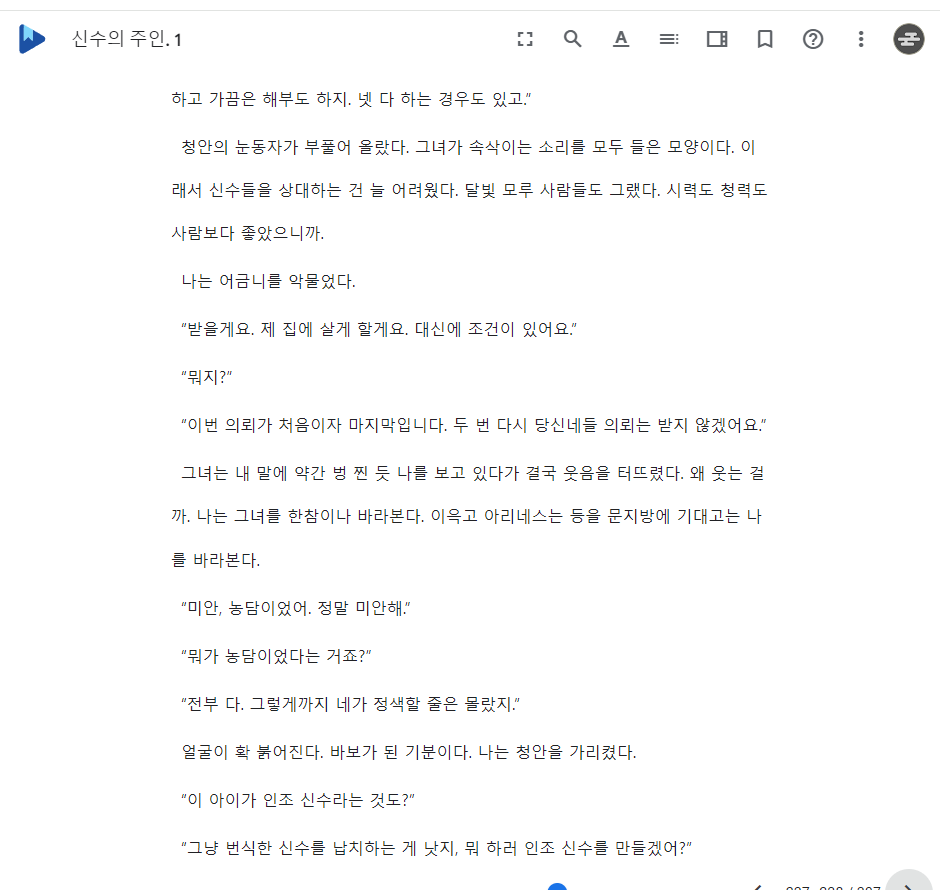 신수의 주인. 1
하고 가끔은 해부도 하지. 넷 다 하는 경우도 있고.”
청안의 눈동자가 부풀어 올랐다. 그녀가 속삭이는 소리를 모두 들은 모양이다. 이
래서 신수들을 상대하는 건 늘 어려웠다. 달빛 모루 사람들도 그랬다. 시력도 청력도
사람보다 좋았으니까.
나는 어금니를 악물었다.
“받을게요. 제 집에 살게 할게요. 대신에 조건이 있어요.”
“뭐지?”
“이번 의뢰가 처음이자 마지막입니다. 두 번 다시 당신네들 의뢰는 받지 않겠어요.”
그녀는 내 말에 약간 벙 찐 듯 나를 보고 있다가 결국 웃음을 터뜨렸다. 왜 웃는 걸
까. 나는 그녀를 한참이나 바라본다. 이윽고 아리네스는 등을 문지방에 기대고는 나
를 바라본다.
“미안, 농담이었어. 정말 미안해.”
“뭐가 농담이었다는 거죠?”
“전부 다. 그렇게까지 네가 정색할 줄은 몰랐지.”
얼굴이 확 붉어진다. 바보가 된 기분이다. 나는 청안을 가리켰다.
“이 아이가 인조 신수라는 것도?”
“그냥 번식한 신수를 납치하는 게 낫지, 뭐 하러 인조 신수를 만들겠어?”